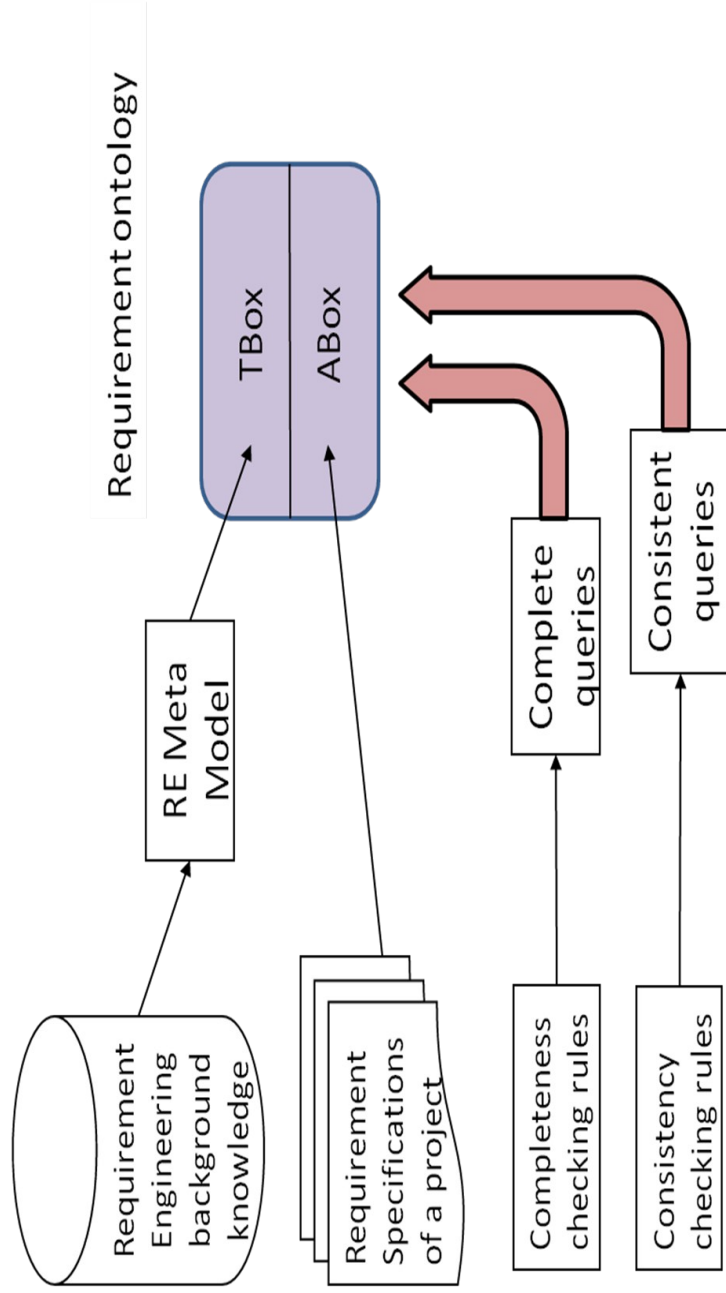 Requirement ontology
Requirement
Engineering
background
knowledge
RE Meta
Model
TBox
ABox
Requirement
Specifications
of a project
Completeness
checking rules
Complete
queries
Consistency
checking rules
Consistent
queries